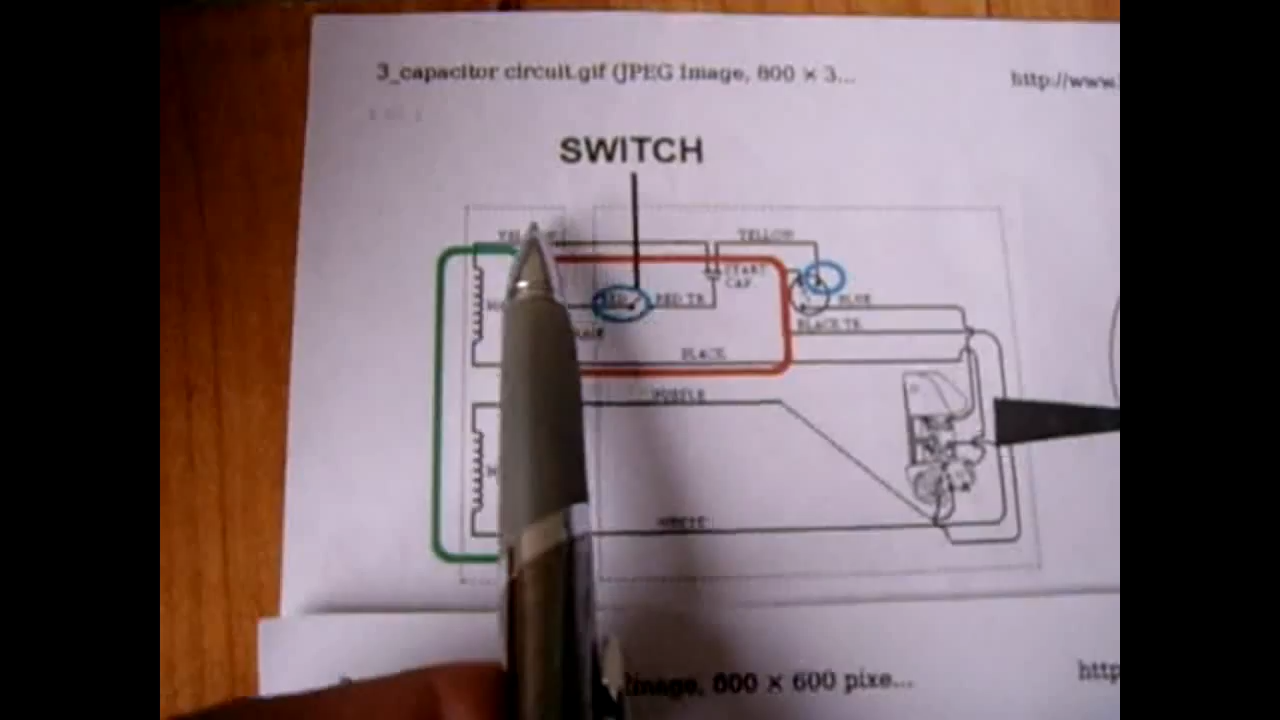 3_capacitor circuit.gif (JPEG Image, 800 × 3... http://www.
SWITCH
YELLOW
START
CAP.
RED TR BLUE
BLACK TR
BLACK
PURPLE
WHITE
Image, 800 × 600 pixe... http